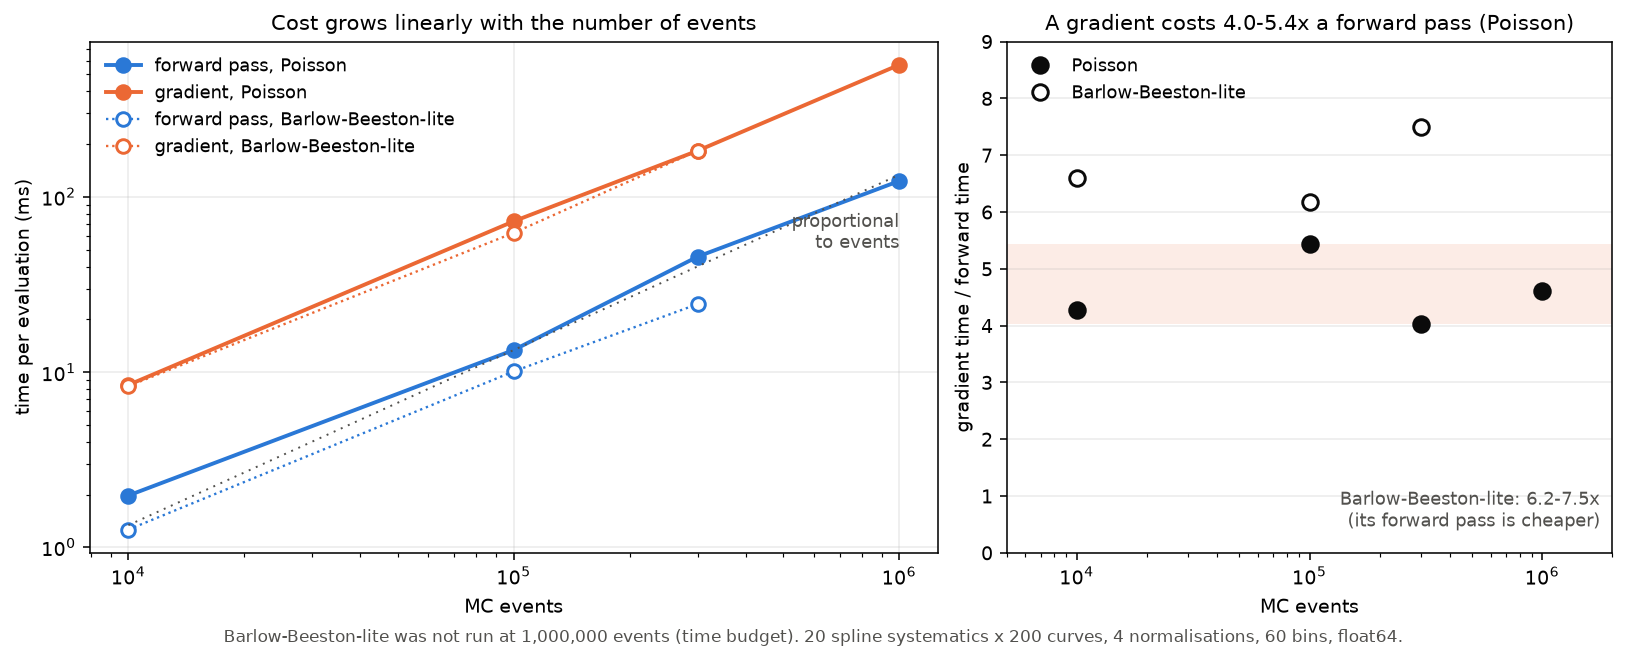 Cost grows linearly with the number of events
forward pass, Poisson
gradient, Poisson
forward pass, Barlow-Beeston-lite
gradient, Barlow-Beeston-lite
proportional
to events
time per evaluation (ms)
10²
10¹
10⁰
10⁴ 10⁵ 10⁶
MC events
A gradient costs 4.0-5.4x a forward pass (Poisson)
Poisson
Barlow-Beeston-lite
gradient time / forward time
9
8
7
6
5
4
3
2
1
0
Barlow-Beeston-lite: 6.2-7.5x
(its forward pass is cheaper)
10⁴ 10⁵ 10⁶
MC events
Barlow-Beeston-lite was not run at 1,000,000 events (time budget). 20 spline systematics x 200 curves, 4 normalisations, 60 bins, float64.